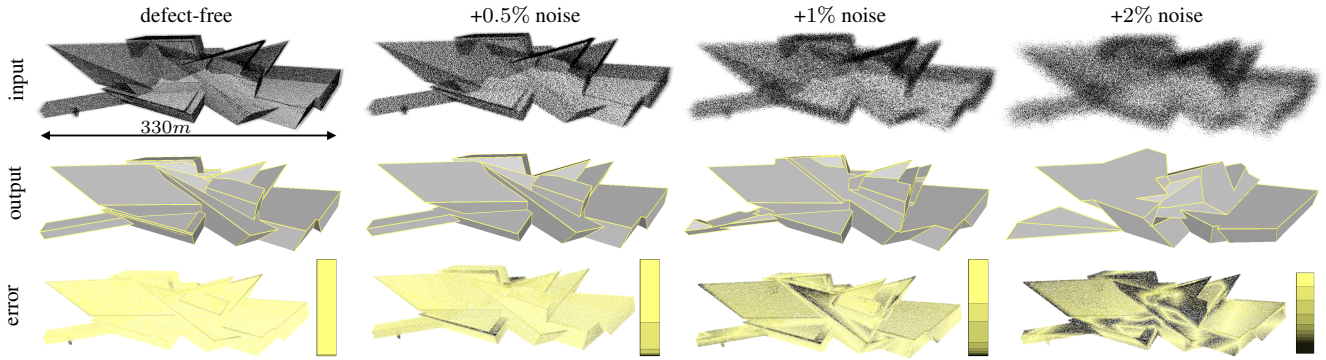 defect-free
+0.5% noise
+1% noise
+2% noise
input
330m
output
error